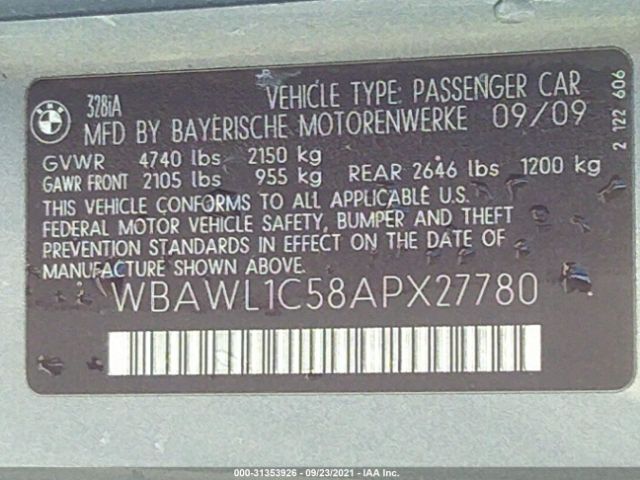 BMW
328iA VEHICLE TYPE: PASSENGER CAR
MFD BY BAYERISCHE MOTORENWERKE 09/09
GVWR 4740 lbs 2150 kg
GAWR FRONT 2105 lbs 955 kg REAR 2646 lbs 1200 kg
THIS VEHICLE CONFORMS TO ALL APPLICABLE U.S.
FEDERAL MOTOR VEHICLE SAFETY, BUMPER AND THEFT
PREVENTION STANDARDS IN EFFECT ON THE DATE OF
MANUFACTURE SHOWN ABOVE.
WBAWL1C58APX27780
2 122 606
000-31353926 - 09/23/2021 - IAA Inc.